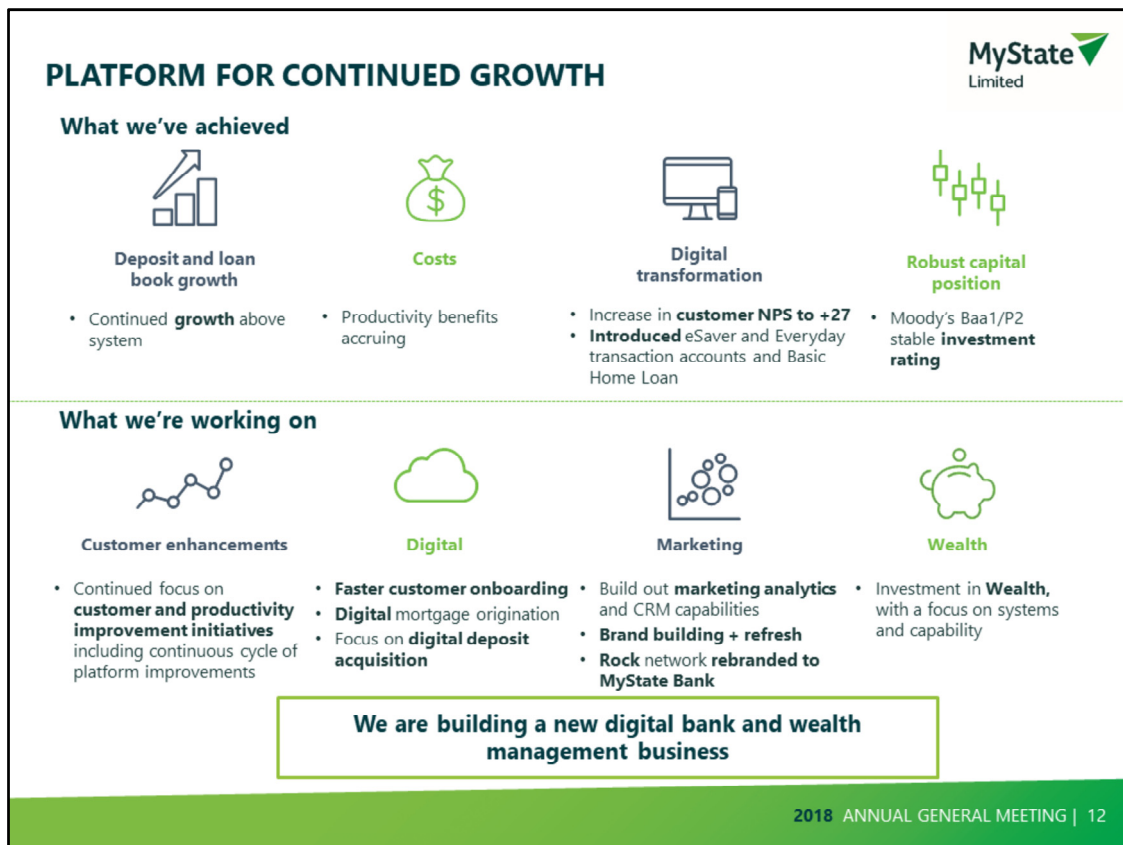 PLATFORM FOR CONTINUED GROWTH
MyState
Limited
What we've achieved
$
Deposit and loan
book growth
• Continued growth above
system
Costs
• Productivity benefits
accruing
Digital
transformation
• Increase in customer NPS to +27
• Introduced eSaver and Everyday
transaction accounts and Basic
Home Loan
Robust capital
position
• Moody's Baa1/P2
stable investment
rating
What we're working on
Customer enhancements
• Continued focus on
customer and productivity
improvement initiatives
including continuous cycle of
platform improvements
Digital
• Faster customer onboarding
• Digital mortgage origination
• Focus on digital deposit
acquisition
Marketing
• Build out marketing analytics
and CRM capabilities
• Brand building + refresh
• Rock network rebranded to
MyState Bank
Wealth
• Investment in Wealth,
with a focus on systems
and capability
We are building a new digital bank and wealth
management business
2018 ANNUAL GENERAL MEETING | 12